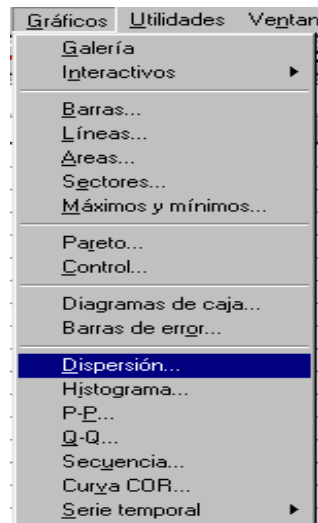 Gráficos Utilidades Ventan
Galería
Interactivos
Barras...
Líneas...
Areas...
Sectores...
Máximos y mínimos...
Pareto...
Control...
Diagramas de caja...
Barras de error...
Dispersión...
Histograma...
P-P...
Q-Q...
Secuencia...
Curva COR...
Serie temporal